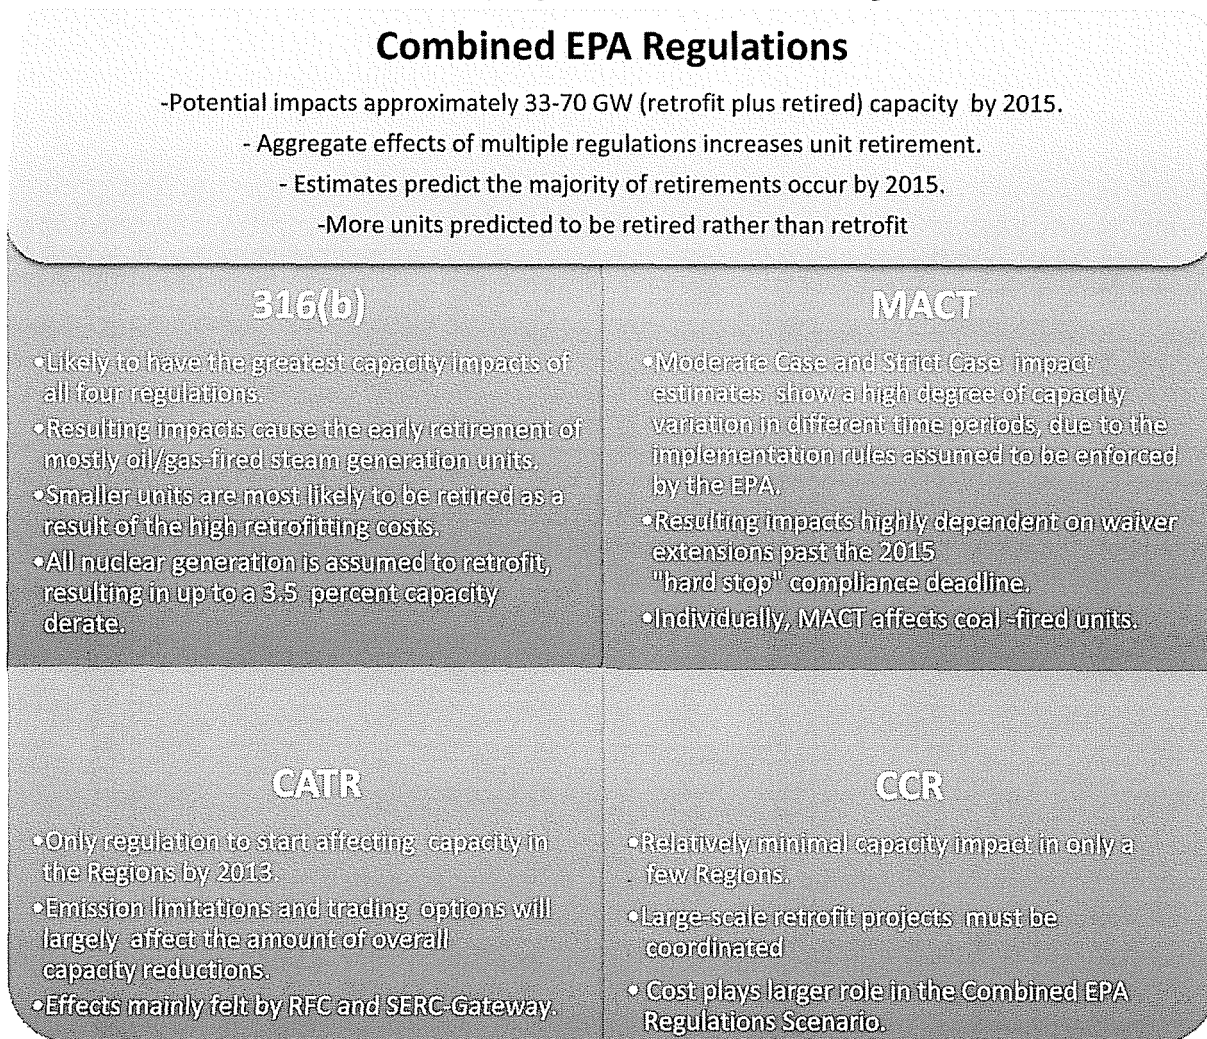 Combined EPA Regulations
-Potential impacts approximately 33-70 GW (retrofit plus retired) capacity by 2015.
- Aggregate effects of multiple regulations increases unit retirement.
- Estimates predict the majority of retirements occur by 2015.
-More units predicted to be retired rather than retrofit
316(b)
•Likely to have the greatest capacity impacts of
all four regulations.
•Resulting impacts cause the early retirement of
mostly oil/gas-fired steam generation units.
•Smaller units are most likely to be retired as a
result of the high retrofitting costs.
•All nuclear generation is assumed to retrofit,
resulting in up to a 3.5 percent capacity
derate.
MACT
•Moderate Case and Strict Case impact
estimates show a high degree of capacity
variation in different time periods, due to the
implementation rules assumed to be enforced
by the EPA.
•Resulting impacts highly dependent on waiver
extensions past the 2015
"hard stop" compliance deadline.
•Individually, MACT affects coal -fired units.
CATR
•Only regulation to start affecting capacity in
the Regions by 2013.
•Emission limitations and trading options will
largely affect the amount of overall
capacity reductions.
•Effects mainly felt by RFC and SERC-Gateway.
CCR
•Relatively minimal capacity impact in only a
few Regions.
•Large-scale retrofit projects must be
coordinated
• Cost plays larger role in the Combined EPA
Regulations Scenario.